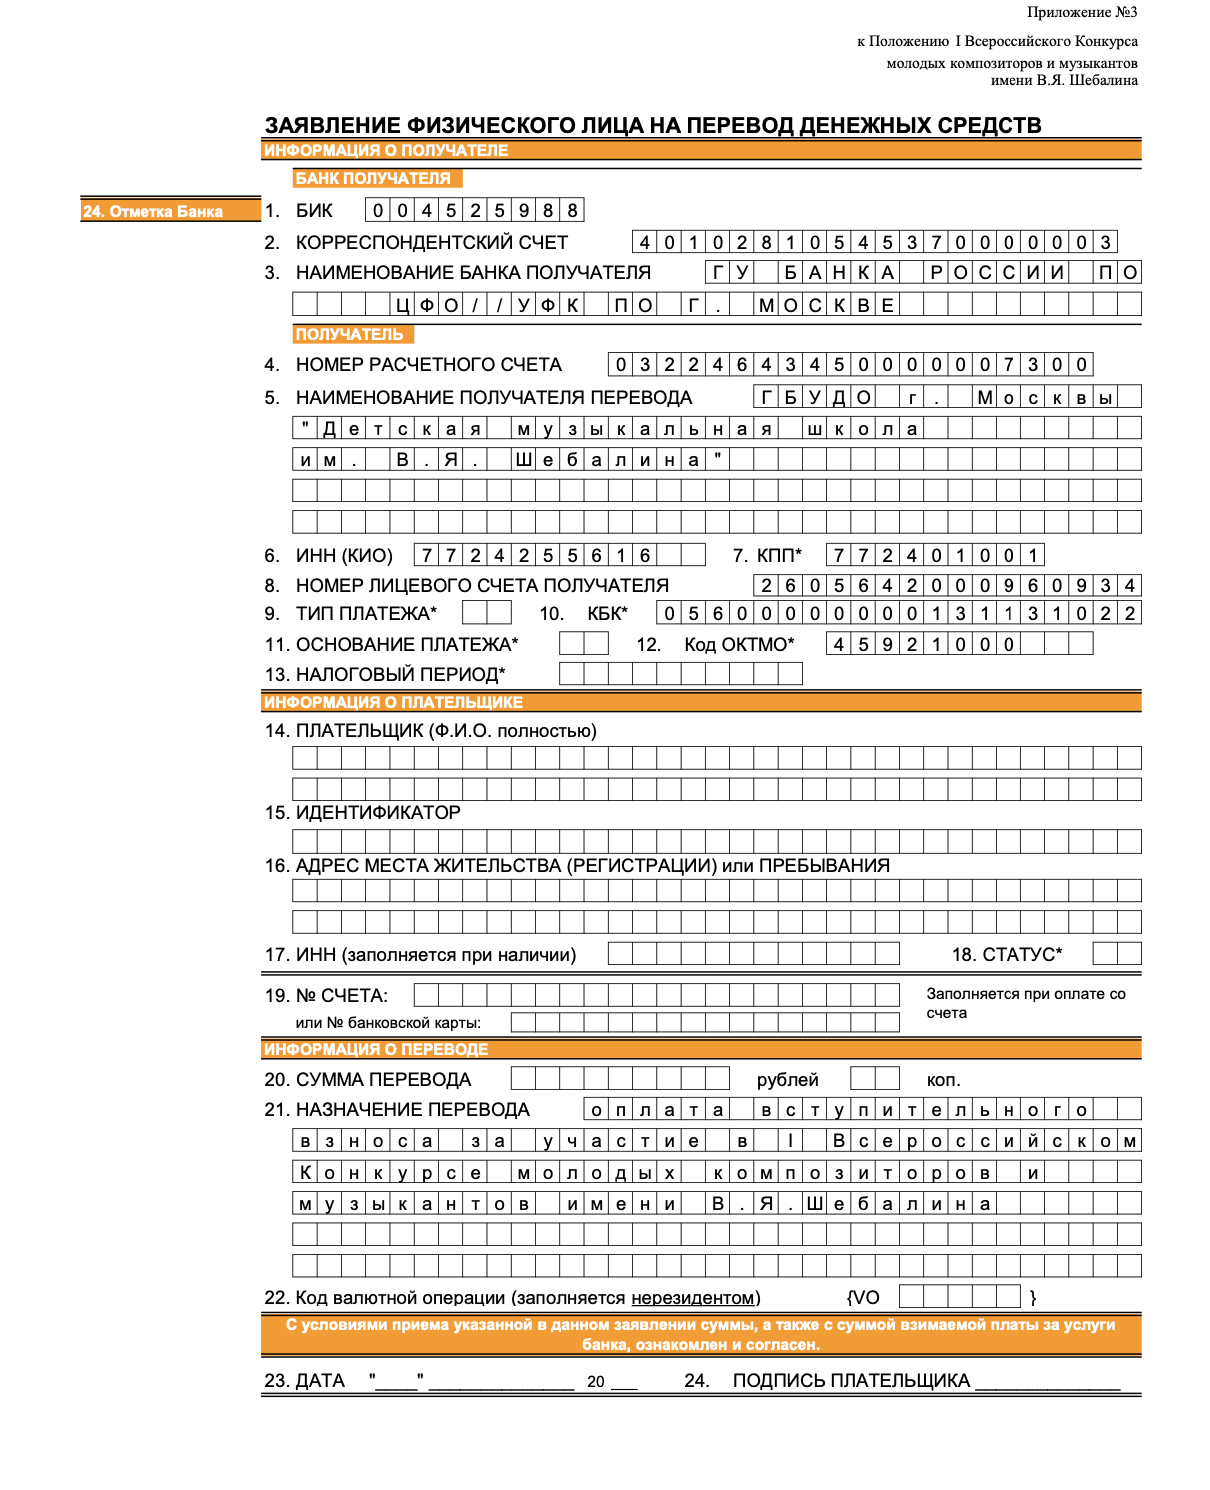 Приложение №3
к Положению I Всероссийского Конкурса
молодых композиторов и музыкантов
имени В.Я. Шебалина
ЗАЯВЛЕНИЕ ФИЗИЧЕСКОГО ЛИЦА НА ПЕРЕВОД ДЕНЕЖНЫХ СРЕДСТВ
ИНФОРМАЦИЯ О ПОЛУЧАТЕЛЕ
БАНК ПОЛУЧАТЕЛЯ
24. Отметка Банка
1. БИК 004525988
2. КОРРЕСПОНДЕНТСКИЙ СЧЕТ 40102810545370000003
3. НАИМЕНОВАНИЕ БАНКА ПОЛУЧАТЕЛЯ ГУ БАНКА РОССИИ ПО
ЦФО//УФК ПО Г. МОСКВЕ
ПОЛУЧАТЕЛЬ
4. НОМЕР РАСЧЕТНОГО СЧЕТА 03224643450000007300
5. НАИМЕНОВАНИЕ ПОЛУЧАТЕЛЯ ПЕРЕВОДА ГБУДО г. Москвы
"Детская музыкальная школа
им. В.Я. Шебалина"
6. ИНН (КИО) 7724255616 7. КПП* 772401001
8. НОМЕР ЛИЦЕВОГО СЧЕТА ПОЛУЧАТЕЛЯ 2605642000960934
9. ТИП ПЛАТЕЖА* 10. КБК* 05600000000131131022
11. ОСНОВАНИЕ ПЛАТЕЖА* 12. Код ОКТМО* 45921000
13. НАЛОГОВЫЙ ПЕРИОД*
ИНФОРМАЦИЯ О ПЛАТЕЛЬЩИКЕ
14. ПЛАТЕЛЬЩИК (Ф.И.О. полностью)
15. ИДЕНТИФИКАТОР
16. АДРЕС МЕСТА ЖИТЕЛЬСТВА (РЕГИСТРАЦИИ) или ПРЕБЫВАНИЯ
17. ИНН (заполняется при наличии) 18. СТАТУС*
19. № СЧЕТА: Заполняется при оплате со
счета
или № банковской карты:
ИНФОРМАЦИЯ О ПЕРЕВОДЕ
20. СУММА ПЕРЕВОДА рублей коп.
21. НАЗНАЧЕНИЕ ПЕРЕВОДА оплата вступительного
взноса за участие в I Всероссийском
Конкурсе молодых композиторов и
музыкантов имени В.Я.Шебалина
22. Код валютной операции (заполняется нерезидентом) {VO }
С условиями приема указанной в данном заявлении суммы, а также с суммой взимаемой платы за услуги
банка, ознакомлен и согласен.
23. ДАТА "____" ______________ 20 ___ 24. ПОДПИСЬ ПЛАТЕЛЬЩИКА ______________